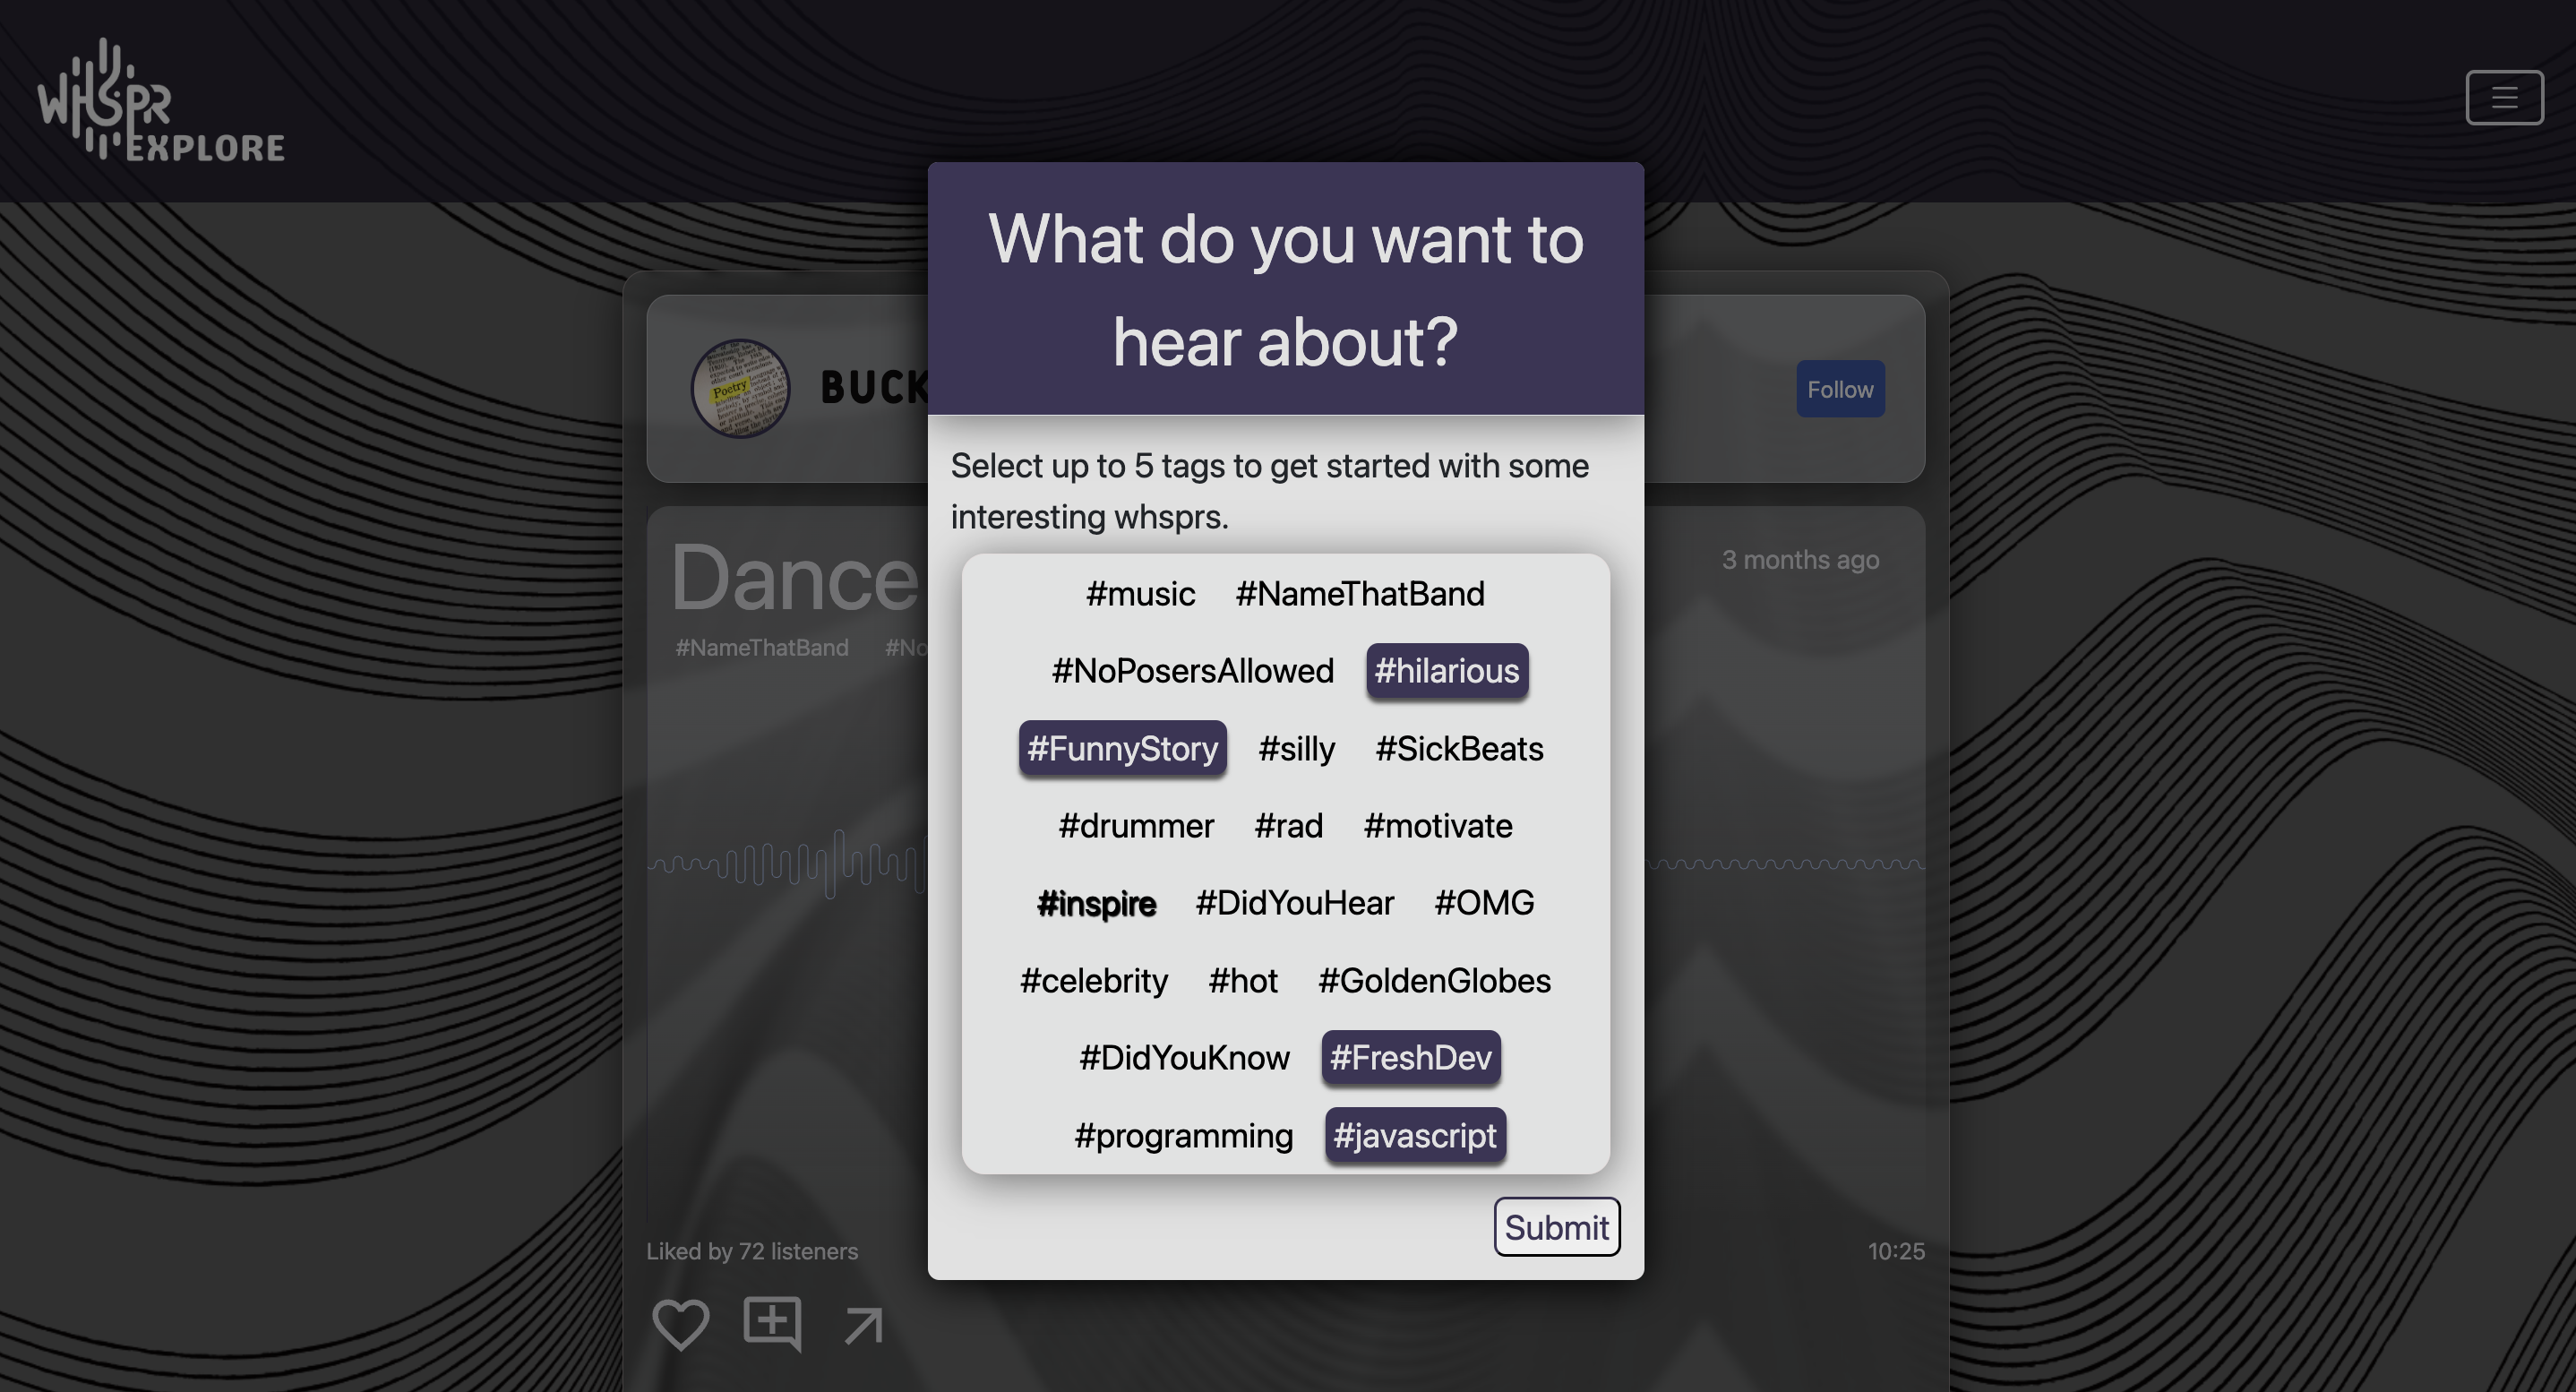 WHSPR
EXPLORE
What do you want to
hear about?
Poetry
BUCK
Follow
Select up to 5 tags to get started with some
interesting whsprs.
Dance
3 months ago
#NameThatBand #No
#music #NameThatBand
#NoPosersAllowed #hilarious
#FunnyStory #silly #SickBeats
#drummer #rad #motivate
#inspire #DidYouHear #OMG
#celebrity #hot #GoldenGlobes
#DidYouKnow #FreshDev
#programming #javascript
Submit
Liked by 72 listeners
10:25